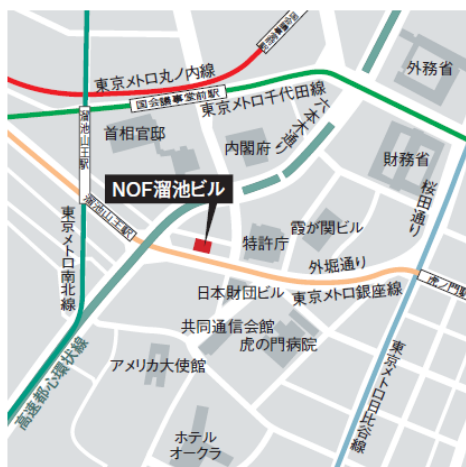 国会議事堂前駅
外務省
東京メトロ丸ノ内線
国会議事堂前駅
東京メトロ千代田線
六本木通り
溜池山王駅
首相官邸
内閣府
財務省
桜田通り
NOF溜池ビル
溜池山王駅
特許庁
霞が関ビル
外堀通り
虎ノ門駅
東京メトロ南北線
日本財団ビル
東京メトロ銀座線
共同通信会館
虎の門病院
アメリカ大使館
東京メトロ日比谷線
高速都心環状線
ホテル
オークラ